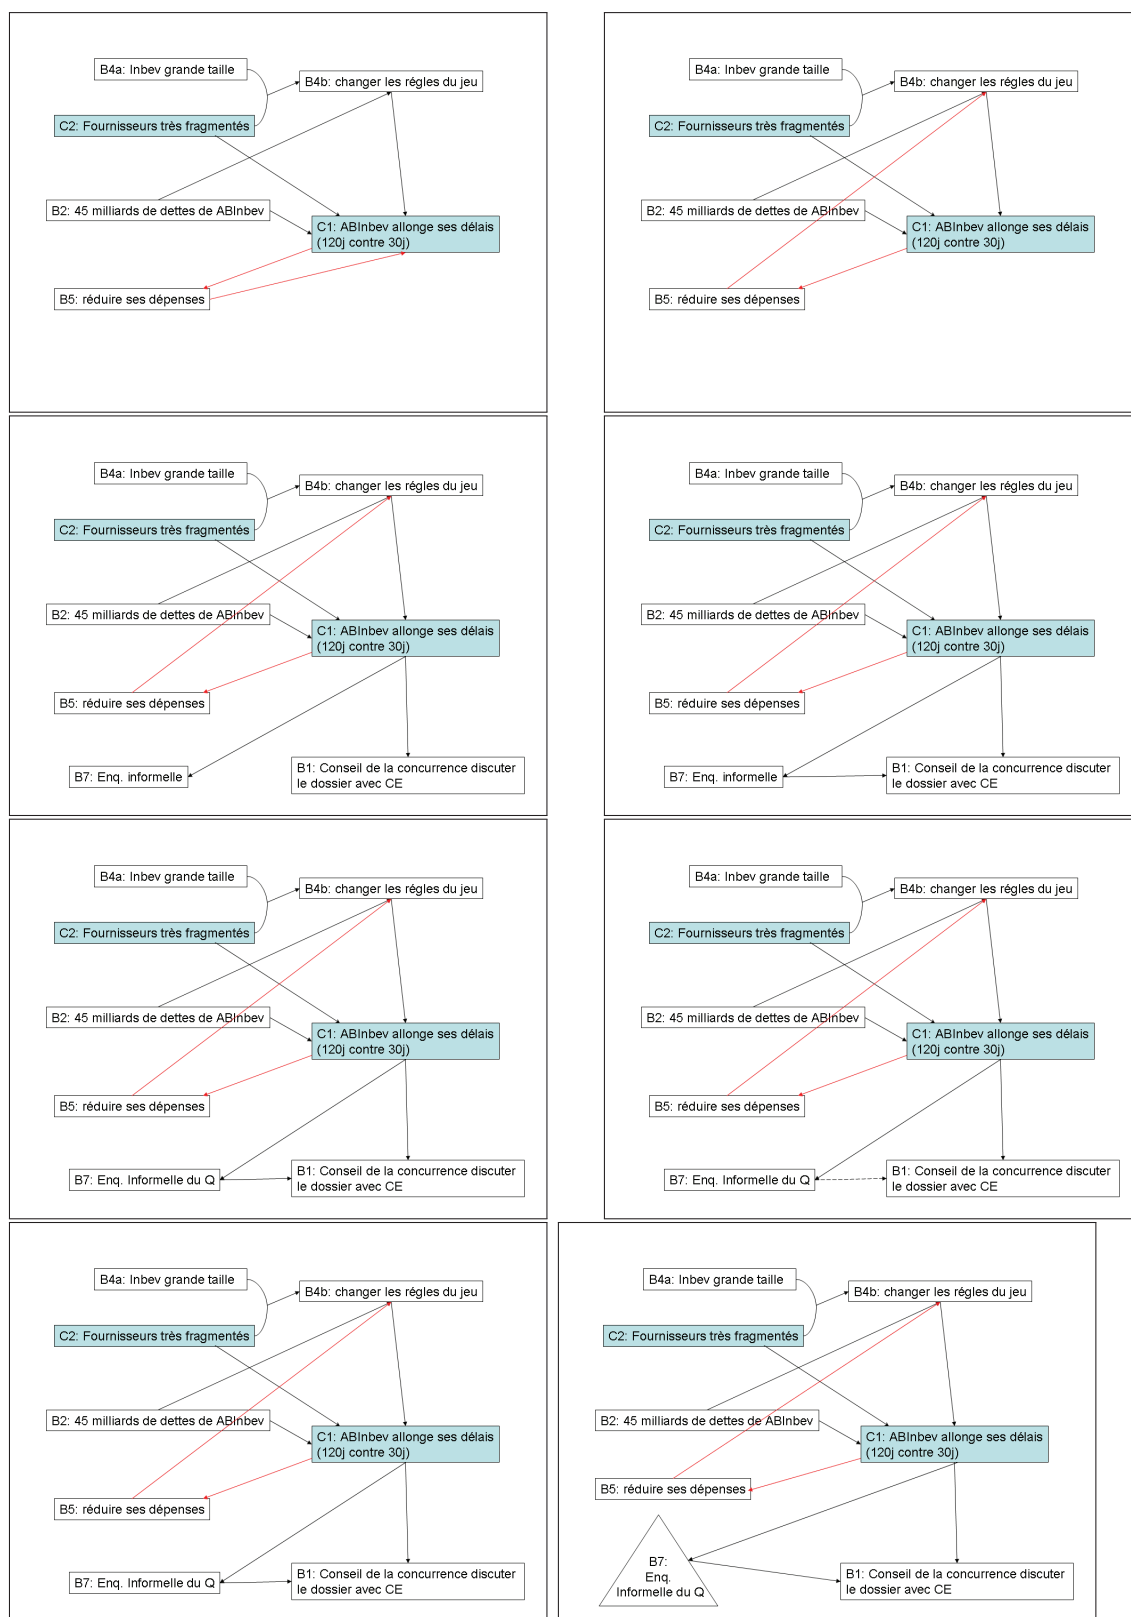 B4a: Inbev grande taille
B4b: changer les régles du jeu
C2: Fournisseurs très fragmentés
B2: 45 milliards de dettes de ABInbev
C1: ABInbev allonge ses délais
(120j contre 30j)
B5: réduire ses dépenses
B4a: Inbev grande taille
B4b: changer les régles du jeu
C2: Fournisseurs très fragmentés
B2: 45 milliards de dettes de ABInbev
C1: ABInbev allonge ses délais
(120j contre 30j)
B5: réduire ses dépenses
B4a: Inbev grande taille
B4b: changer les régles du jeu
C2: Fournisseurs très fragmentés
B2: 45 milliards de dettes de ABInbev
C1: ABInbev allonge ses délais
(120j contre 30j)
B5: réduire ses dépenses
B7: Enq. informelle
B1: Conseil de la concurrence discuter
le dossier avec CE
B4a: Inbev grande taille
B4b: changer les régles du jeu
C2: Fournisseurs très fragmentés
B2: 45 milliards de dettes de ABInbev
C1: ABInbev allonge ses délais
(120j contre 30j)
B5: réduire ses dépenses
B7: Enq. informelle
B1: Conseil de la concurrence discuter
le dossier avec CE
B4a: Inbev grande taille
B4b: changer les régles du jeu
C2: Fournisseurs très fragmentés
B2: 45 milliards de dettes de ABInbev
C1: ABInbev allonge ses délais
(120j contre 30j)
B5: réduire ses dépenses
B7: Enq. Informelle du Q
B1: Conseil de la concurrence discuter
le dossier avec CE
B4a: Inbev grande taille
B4b: changer les régles du jeu
C2: Fournisseurs très fragmentés
B2: 45 milliards de dettes de ABInbev
C1: ABInbev allonge ses délais
(120j contre 30j)
B5: réduire ses dépenses
B7: Enq. Informelle du Q
B1: Conseil de la concurrence discuter
le dossier avec CE
B4a: Inbev grande taille
B4b: changer les régles du jeu
C2: Fournisseurs très fragmentés
B2: 45 milliards de dettes de ABInbev
C1: ABInbev allonge ses délais
(120j contre 30j)
B5: réduire ses dépenses
B7: Enq. Informelle du Q
B1: Conseil de la concurrence discuter
le dossier avec CE
B4a: Inbev grande taille
B4b: changer les régles du jeu
C2: Fournisseurs très fragmentés
B2: 45 milliards de dettes de ABInbev
C1: ABInbev allonge ses délais
(120j contre 30j)
B5: réduire ses dépenses
B7:
Enq.
Informelle du Q
B1: Conseil de la concurrence discuter
le dossier avec CE